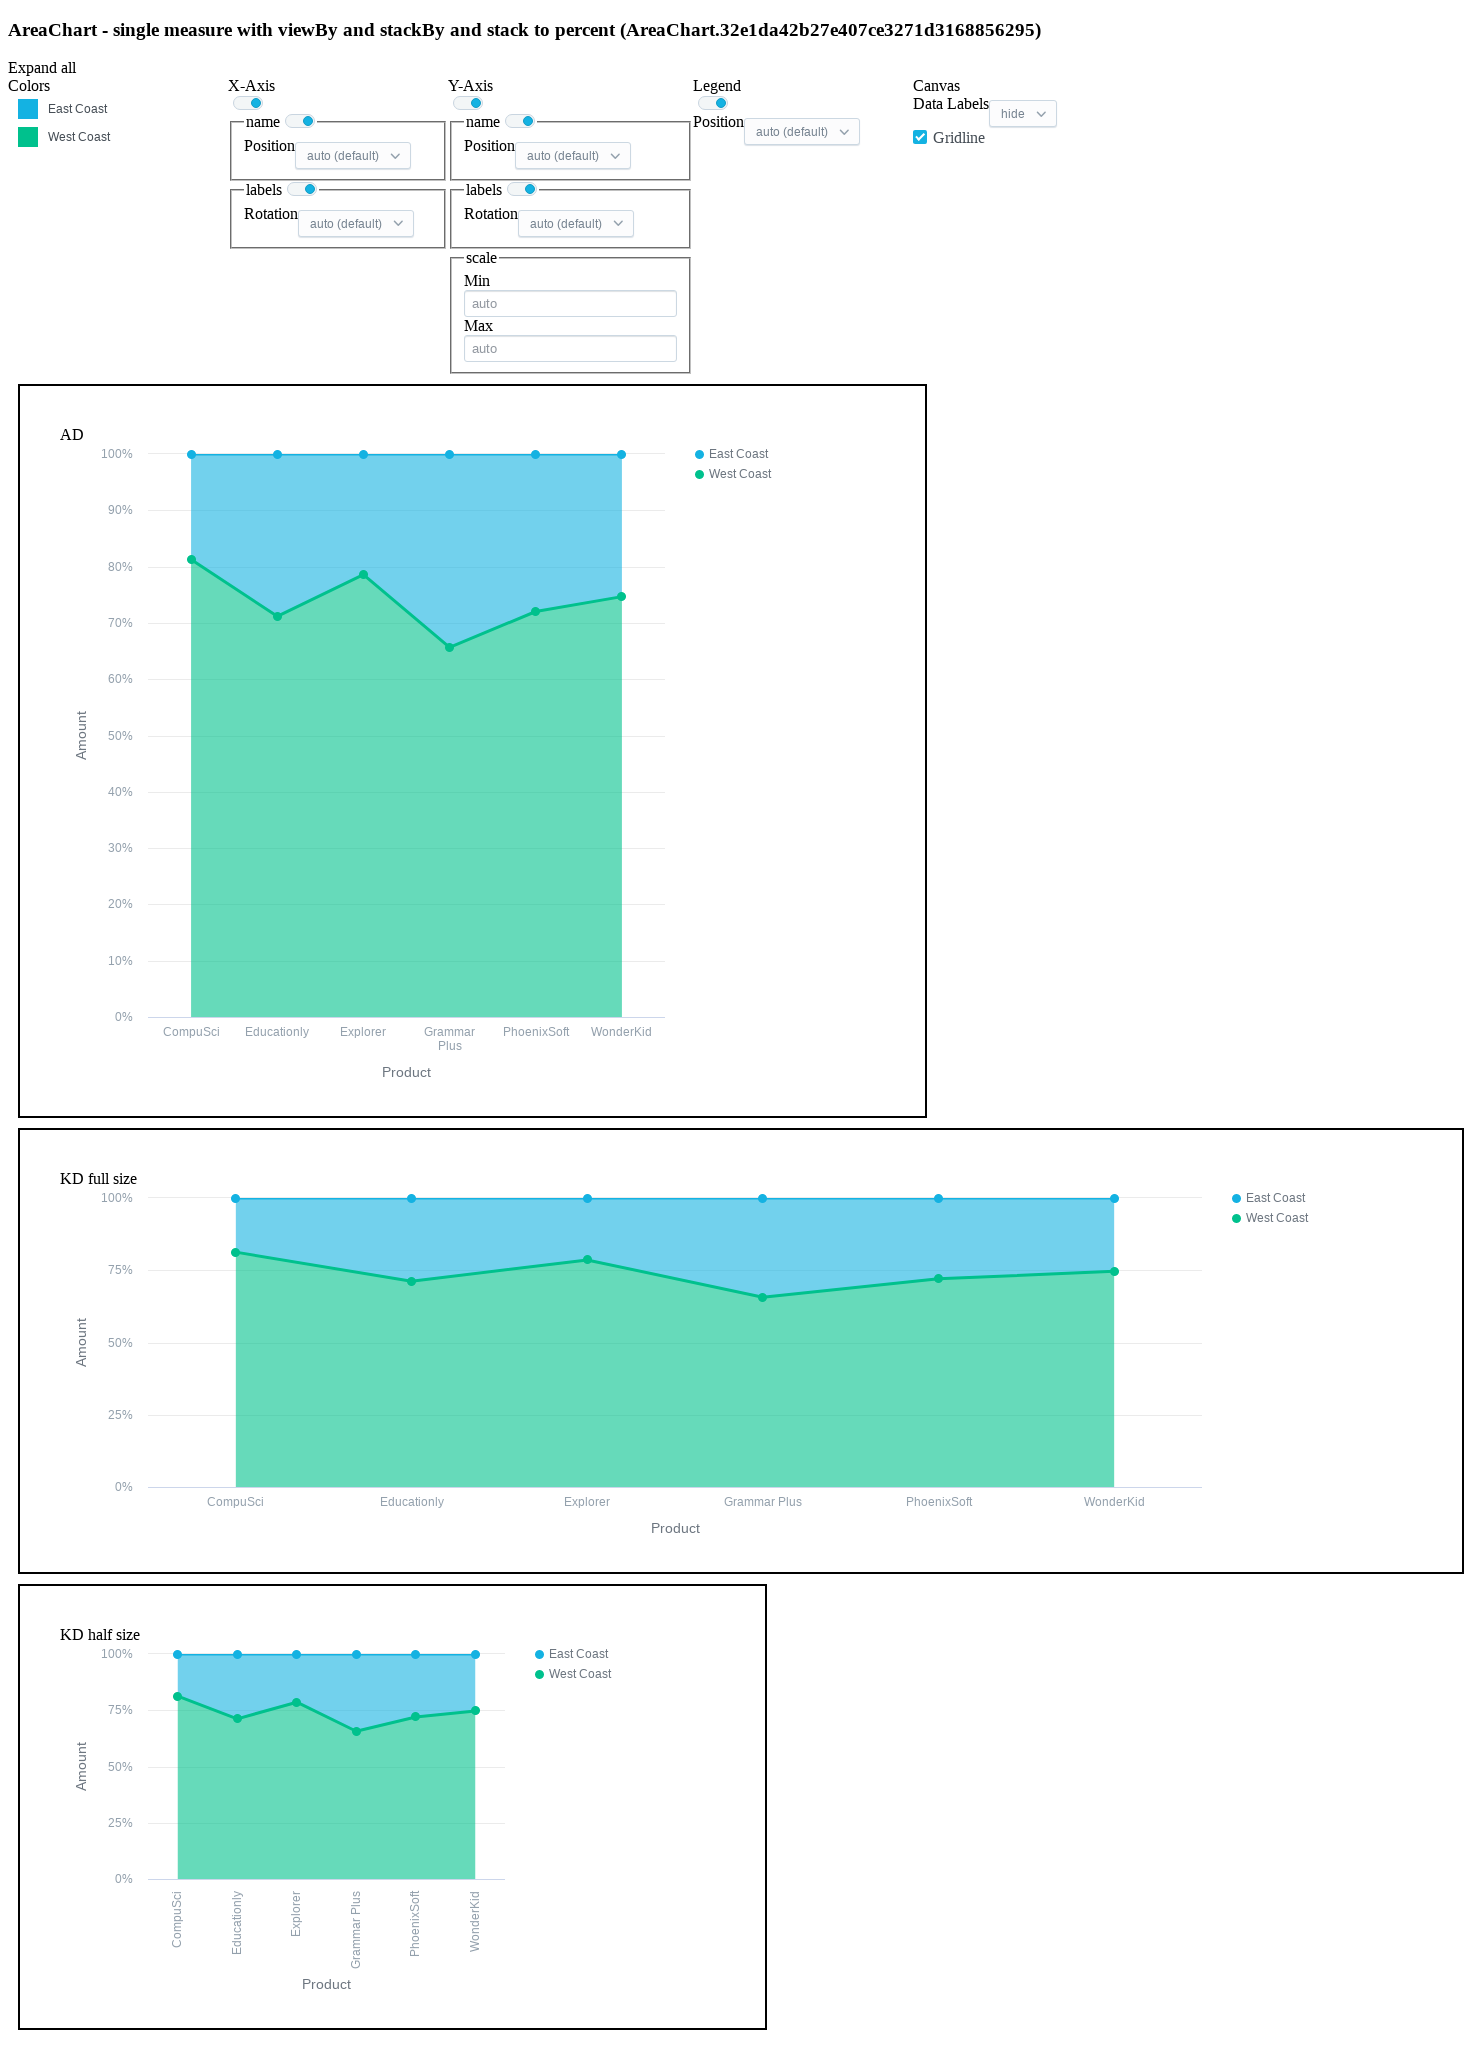 AreaChart - single measure with viewBy and stackBy and stack to percent (AreaChart.32e1da42b27e407ce3271d3168856295)
Expand all
Colors
East Coast
West Coast
X-Axis
name
Position auto (default)
labels
Rotation auto (default)
Y-Axis
name
Position auto (default)
labels
Rotation auto (default)
scale
Min
auto
Max
auto
Legend
Position auto (default)
Canvas
Data Labels hide
Gridline
AD
100%
90%
80%
70%
60%
50%
40%
30%
20%
10%
0%
Amount
CompuSci Educationly Explorer Grammar PhoenixSoft WonderKid
Plus
Product
East Coast
West Coast
KD full size
100%
75%
50%
25%
0%
Amount
CompuSci Educationly Explorer Grammar Plus PhoenixSoft WonderKid
Product
East Coast
West Coast
KD half size
100%
75%
50%
25%
0%
Amount
CompuSci
Educationly
Explorer
Grammar Plus
PhoenixSoft
WonderKid
Product
East Coast
West Coast